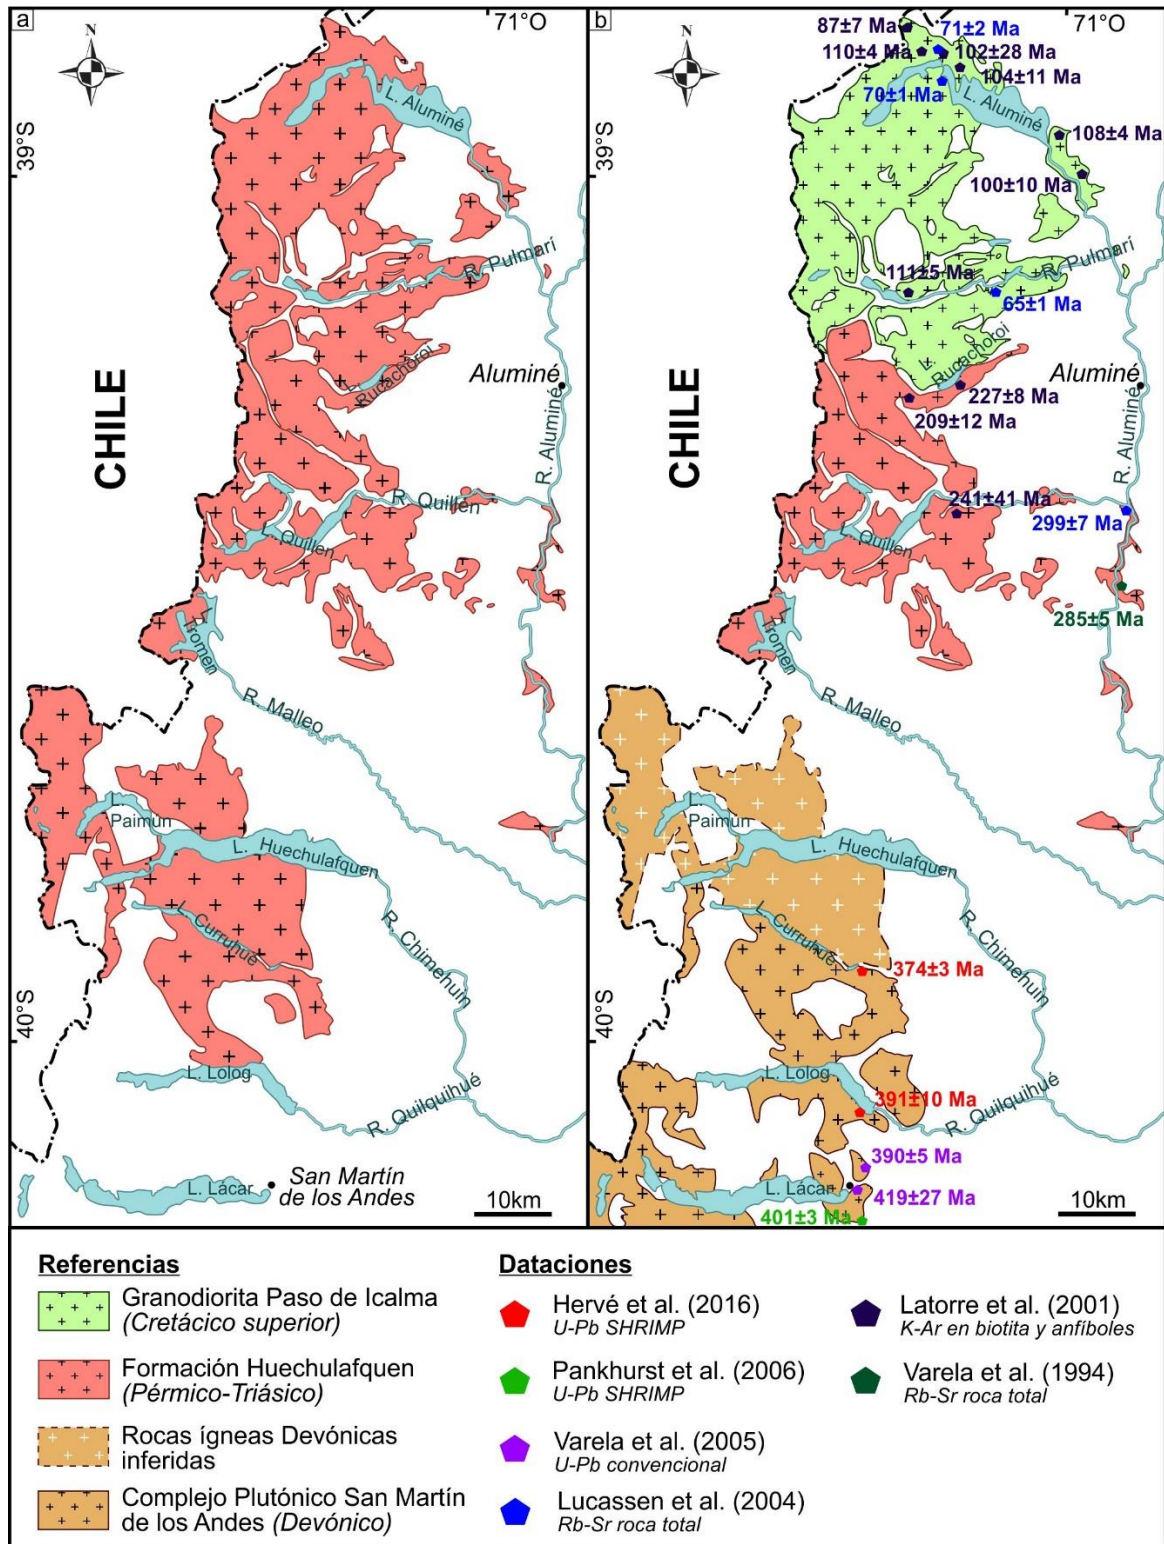 a
71°O
N
L. Aluminé
39°S
R. Pulmarí
L. Rucachoroi
Aluminé
CHILE
R. Aluminé
R. Quillén
L. Quillén
L. Tromen
R. Malleo
L. Paimún
L. Huechulafquen
L. Curruhué
R. Chimehuin
40°S
L. Lolog
R. Quilquihué
L. Lácar
San Martín
de los Andes
10km
b
71°O
N
87±7 Ma
71±2 Ma
110±4 Ma
102±28 Ma
104±11 Ma
70±1 Ma
L. Aluminé
39°S
108±4 Ma
100±10 Ma
R. Pulmarí
111±5 Ma
65±1 Ma
L. Rucachoroi
Aluminé
CHILE
227±8 Ma
209±12 Ma
R. Aluminé
241±41 Ma
299±7 Ma
L. Quillén
285±5 Ma
L. Tromen
R. Malleo
L. Paimún
L. Huechulafquen
L. Curruhué
R. Chimehuin
374±3 Ma
40°S
L. Lolog
391±10 Ma
R. Quilquihué
390±5 Ma
L. Lácar
419±27 Ma
401±3 Ma
10km
Referencias
Granodiorita Paso de Icalma
(Cretácico superior)
Formación Huechulafquen
(Pérmico-Triásico)
Rocas ígneas Devónicas
inferidas
Complejo Plutónico San Martín
de los Andes (Devónico)
Dataciones
Hervé et al. (2016)
U-Pb SHRIMP
Pankhurst et al. (2006)
U-Pb SHRIMP
Varela et al. (2005)
U-Pb convencional
Lucassen et al. (2004)
Rb-Sr roca total
Latorre et al. (2001)
K-Ar en biotita y anfíboles
Varela et al. (1994)
Rb-Sr roca total